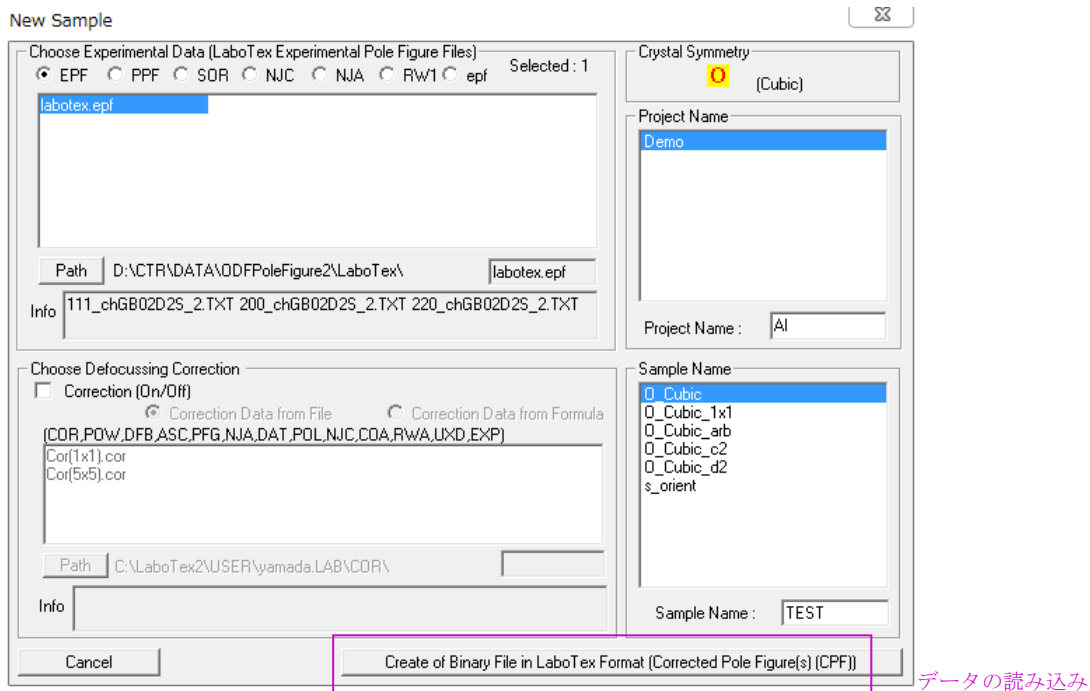 New Sample
Choose Experimental Data (LaboTex Experimental Pole Figure Files)
EPF PPF SOR NJC NJA RW1 epf Selected : 1
labotex.epf
Path D:\CTR\DATA\ODFPoleFigure2\LaboTex\ labotex.epf
Info 111_chGB02D2S_2.TXT 200_chGB02D2S_2.TXT 220_chGB02D2S_2.TXT
Crystal Symmetry
O (Cubic)
Project Name
Demo
Project Name : Al
Choose Defocussing Correction
Correction (On/Off)
Correction Data from File Correction Data from Formula
(COR,POW,DFB,ASC,PFG,NJA,DAT,POL,NJC,COA,RWA,UXD,EXP)
Cor(1x1).cor
Cor(5x5).cor
Path C:\LaboTex2\USER\yamada.LAB\COR\
Info
Sample Name
O_Cubic
O_Cubic_1x1
O_Cubic_arb
O_Cubic_c2
O_Cubic_d2
s_orient
Sample Name : TEST
Cancel Create of Binary File in LaboTex Format (Corrected Pole Figure(s) (CPF))
データの読み込み